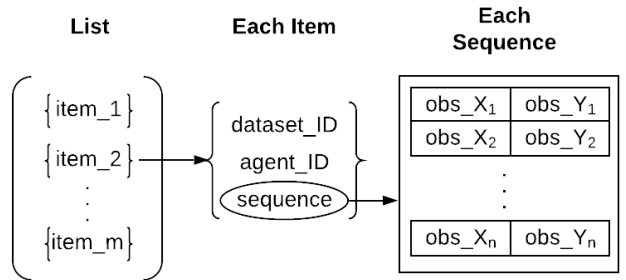 List
Each Item
Each
Sequence
{item_1}
{item_2}
.
.
.
{item_m}
dataset_ID
agent_ID
sequence
obs_X₁ obs_Y₁
obs_X₂ obs_Y₂
.
.
.
obs_Xₙ obs_Yₙ